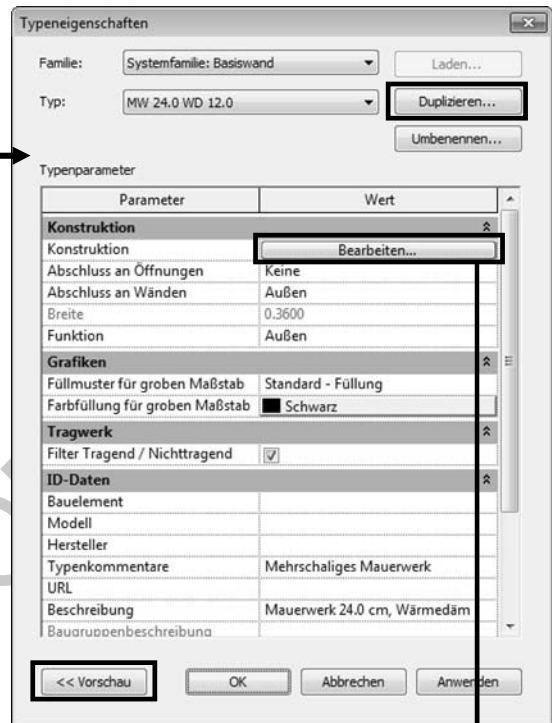 Typeneigenschaften
Familie: Systemfamilie: Basiswand Laden...
Typ: MW 24.0 WD 12.0 Duplizieren...
Umbenennen...
Typenparameter
Parameter Wert
Konstruktion
Konstruktion Bearbeiten...
Abschluss an Öffnungen Keine
Abschluss an Wänden Außen
Breite 0.3600
Funktion Außen
Grafiken
Füllmuster für groben Maßstab Standard - Füllung
Farbfüllung für groben Maßstab Schwarz
Tragwerk
Filter Tragend / Nichttragend
ID-Daten
Bauelement
Modell
Hersteller
Typenkommentare Mehrschaliges Mauerwerk
URL
Beschreibung Mauerwerk 24.0 cm, Wärmedäm
Baugruppenbeschreibung
<< Vorschau OK Abbrechen Anwenden